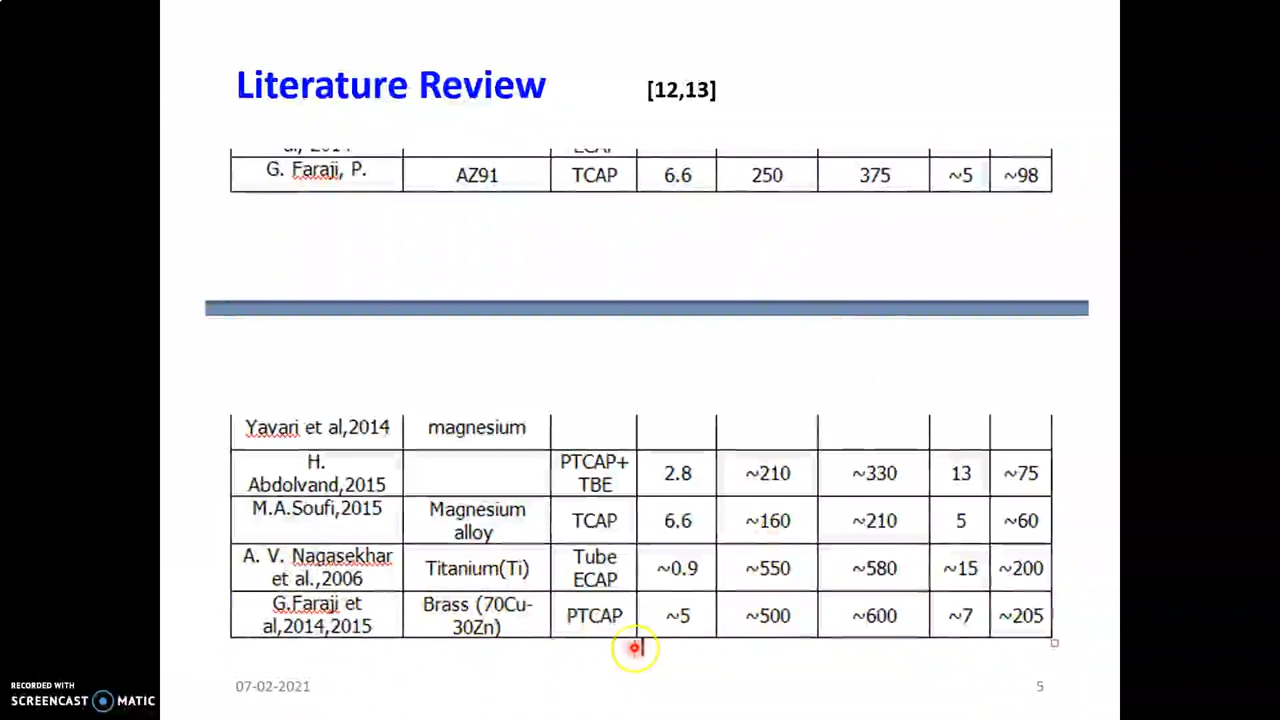 Literature Review [12,13]
G. Faraji, P. AZ91 TCAP 6.6 250 375 ~5 ~98
Yavari et al,2014 magnesium
H. Abdolvand,2015 PTCAP+ TBE 2.8 ~210 ~330 13 ~75
M.A.Soufi,2015 Magnesium alloy TCAP 6.6 ~160 ~210 5 ~60
A. V. Nagasekhar et al.,2006 Titanium(Ti) Tube ECAP ~0.9 ~550 ~580 ~15 ~200
G.Faraji et al,2014,2015 Brass (70Cu-30Zn) PTCAP ~5 ~500 ~600 ~7 ~205
07-02-2021 5
RECORDED WITH
SCREENCAST MATIC